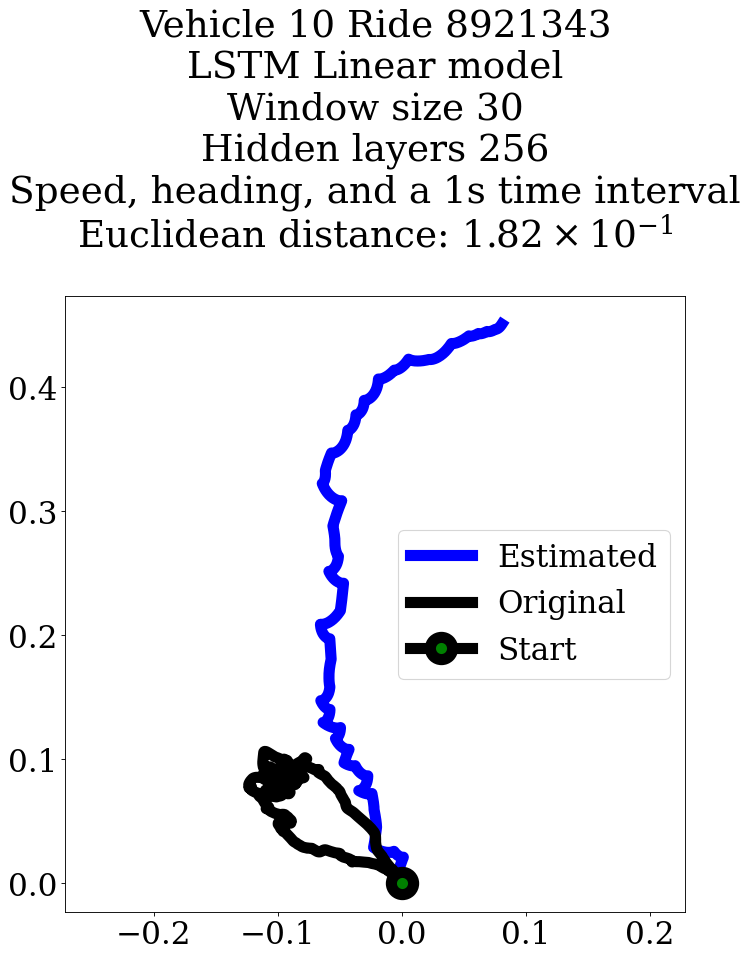 Vehicle 10 Ride 8921343
LSTM Linear model
Window size 30
Hidden layers 256
Speed, heading, and a 1s time interval
Euclidean distance: 1.82 × 10⁻¹
0.4
0.3
0.2
0.1
0.0
Estimated
Original
Start
−0.2 −0.1 0.0 0.1 0.2